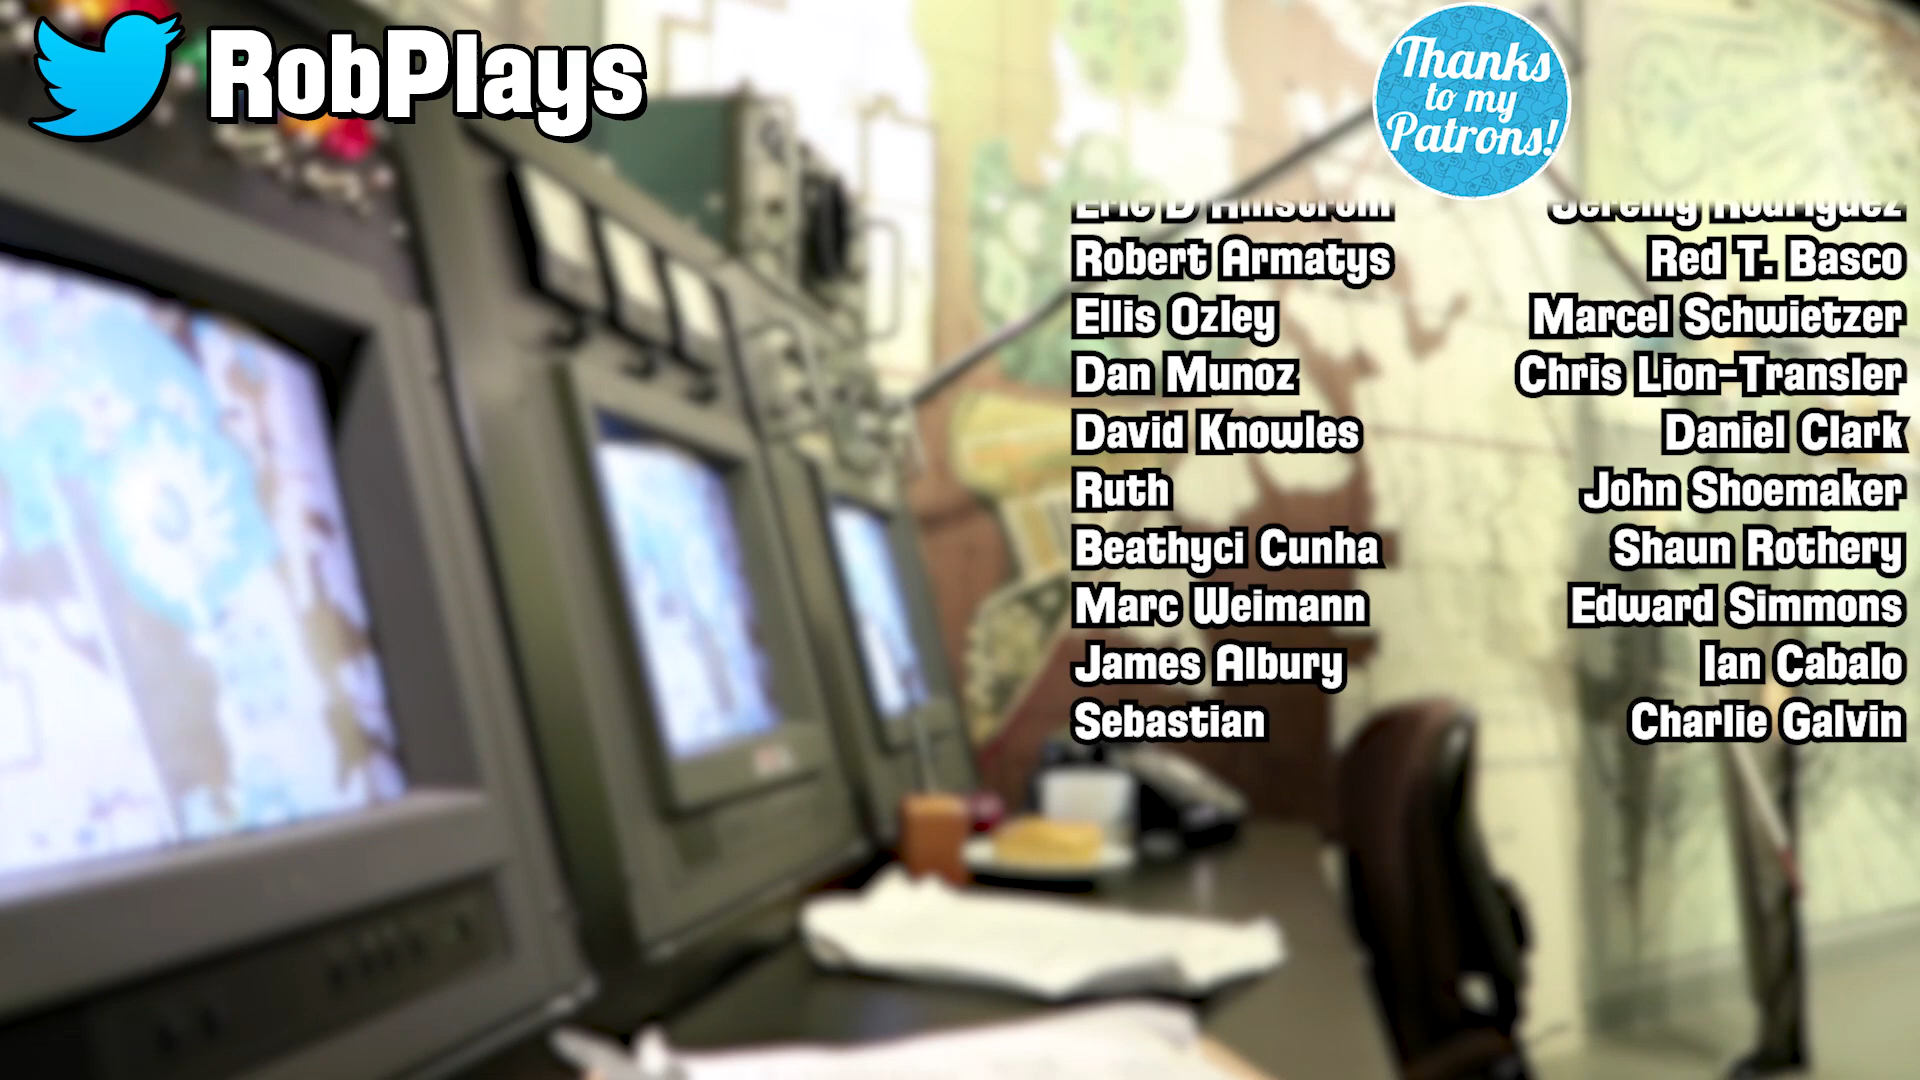 RobPlays
Thanks
to my
Patrons!
Robert Armatys
Red T. Basco
Ellis Ozley
Marcel Schwietzer
Dan Munoz
Chris Lion-Transler
David Knowles
Daniel Clark
Ruth
John Shoemaker
Beathyci Cunha
Shaun Rothery
Marc Weimann
Edward Simmons
James Albury
Ian Cabalo
Sebastian
Charlie Galvin